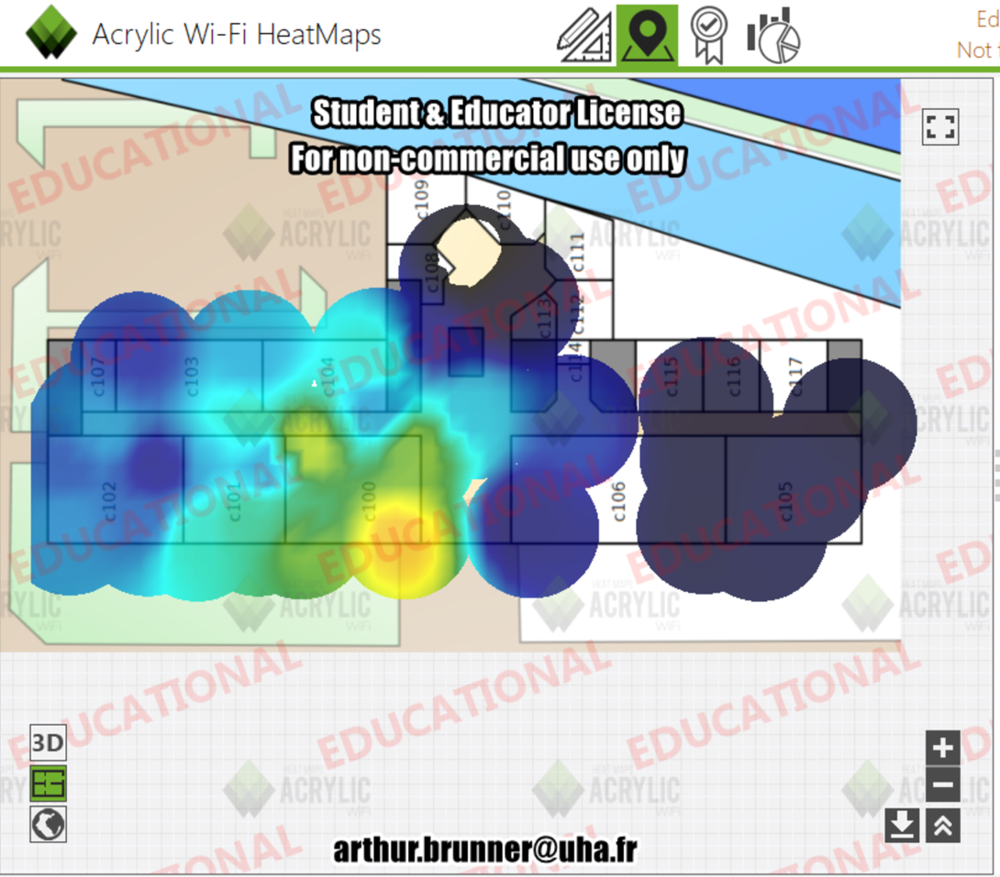 Acrylic Wi-Fi HeatMaps
Ed
Not
Student & Educator License
For non-commercial use only
EDUCATIONAL
ACRYLIC
WiFi
HEAT MAPS
c109
c110
c111
c108
c113
c112
c114
c107
c103
c104
c115
c116
c117
c102
c101
c100
c106
c105
3D
+
−
arthur.brunner@uha.fr